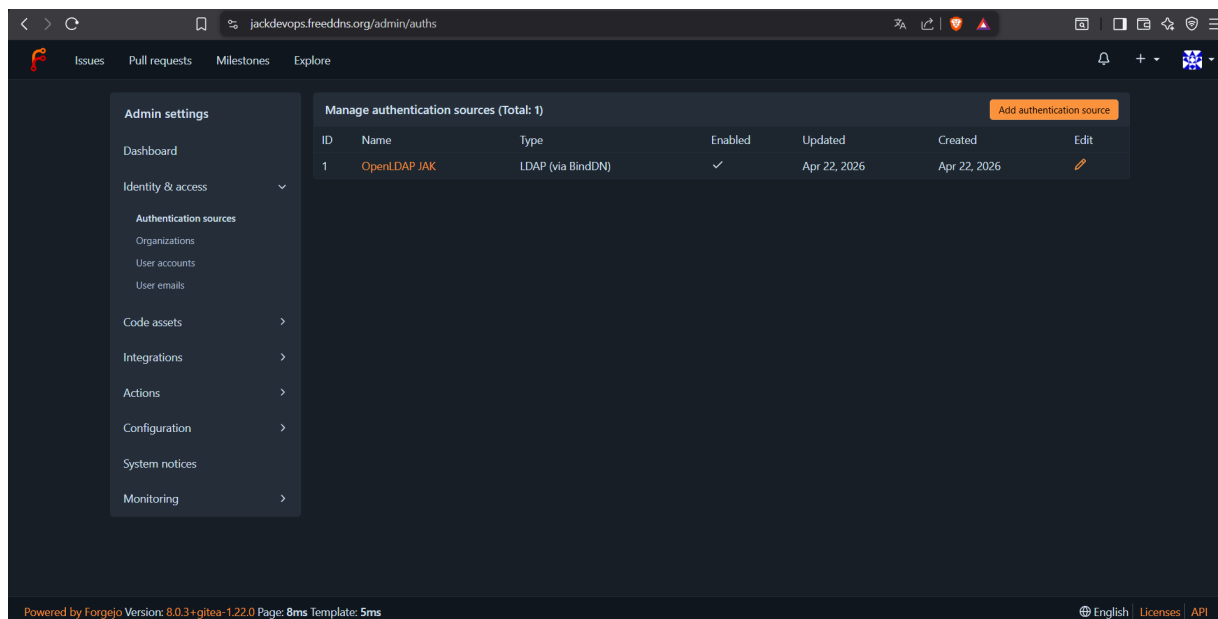 jackdevops.freeddns.org/admin/auths
Issues Pull requests Milestones Explore
Admin settings
Dashboard
Identity & access
Authentication sources
Organizations
User accounts
User emails
Code assets
Integrations
Actions
Configuration
System notices
Monitoring
Manage authentication sources (Total: 1) Add authentication source
ID Name Type Enabled Updated Created Edit
1 OpenLDAP JAK LDAP (via BindDN) Apr 22, 2026 Apr 22, 2026
Powered by Forgejo Version: 8.0.3+gitea-1.22.0 Page: 8ms Template: 5ms English Licenses API